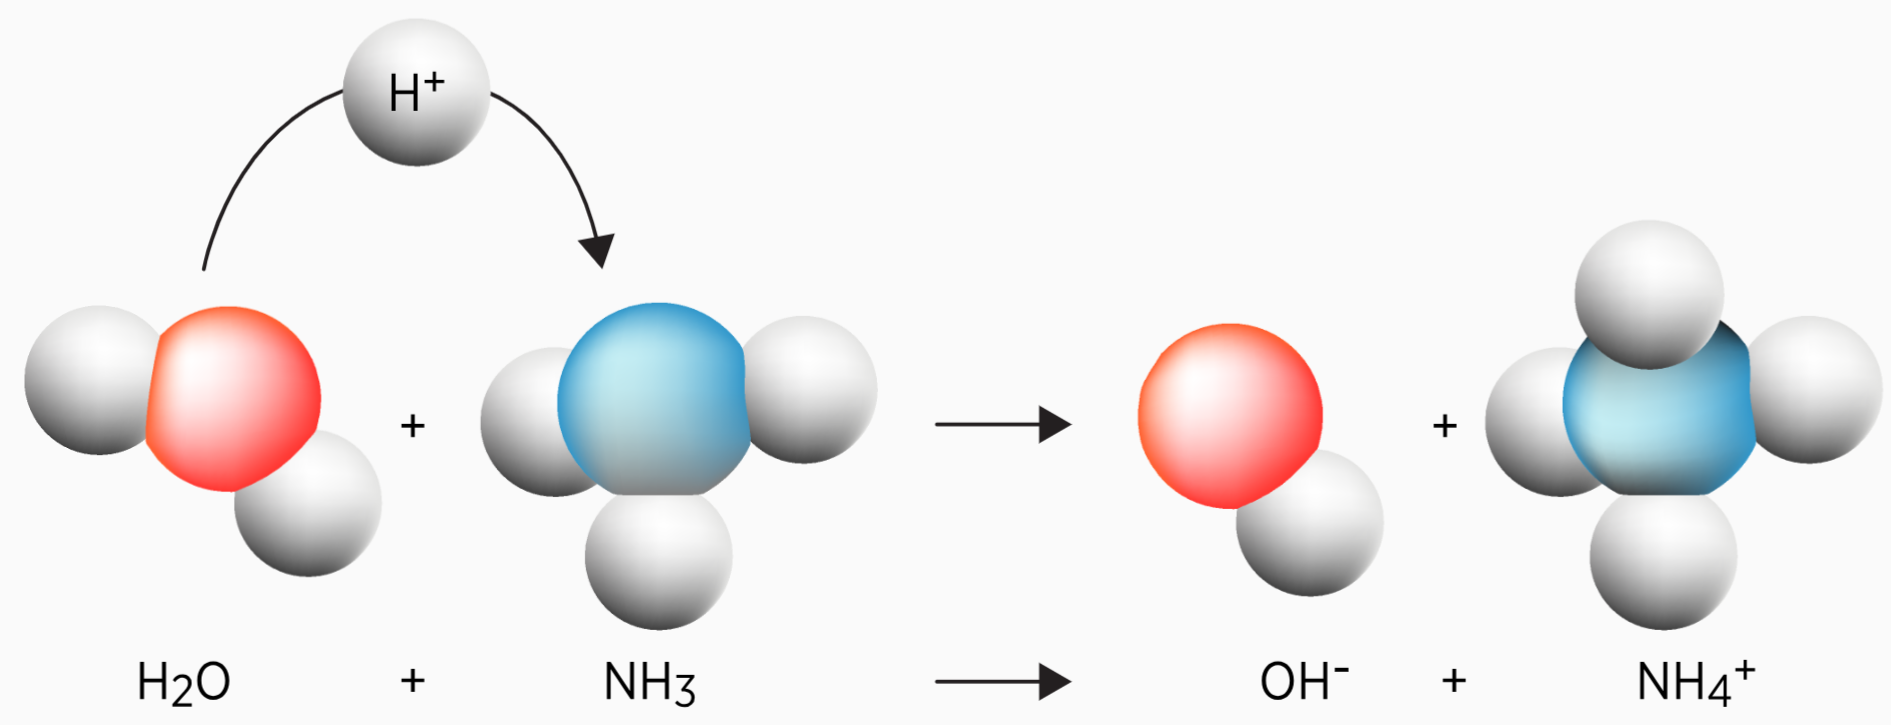 H⁺
+ +
H₂O + NH₃ → OH⁻ + NH₄⁺